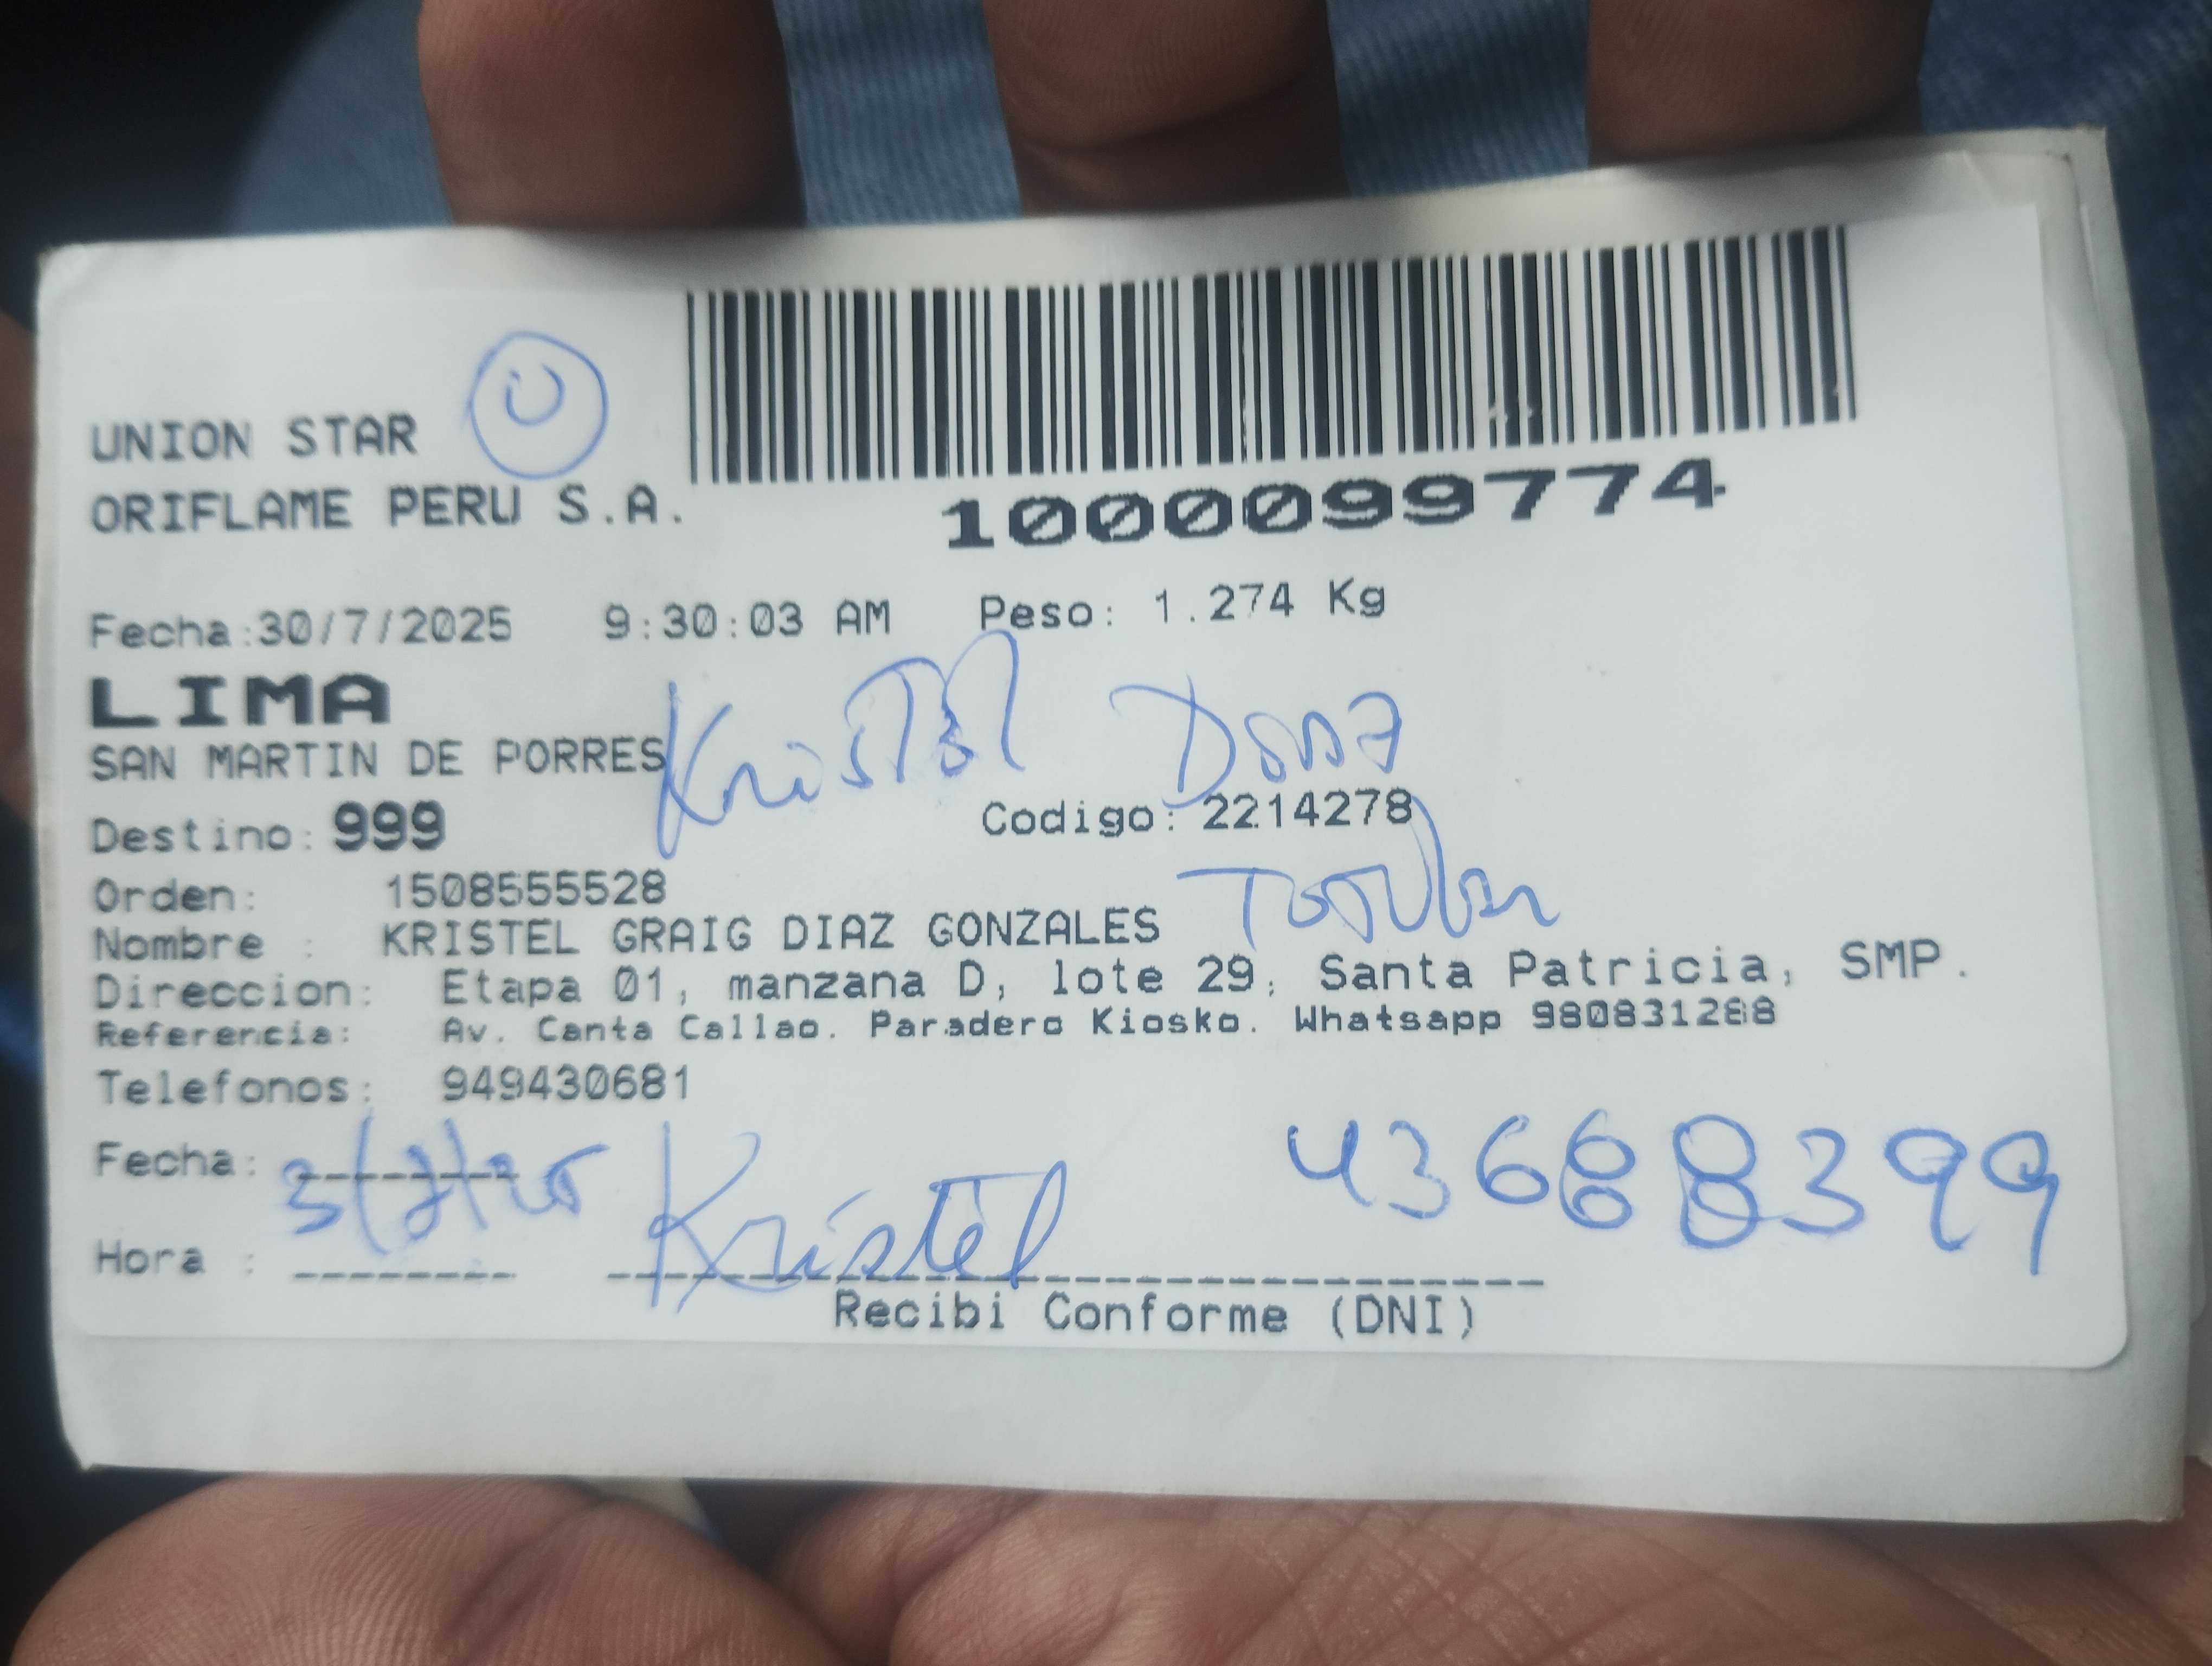 UNION STAR U
ORIFLAME PERU S.A.
1000099774
Fecha:30/7/2025 9:30:03 AM Peso: 1.274 Kg
LIMA
SAN MARTIN DE PORRES
Destino: 999 Codigo: 2214278
Orden: 1508555528
Nombre : KRISTEL GRAIG DIAZ GONZALES
Direccion: Etapa 01, manzana D, lote 29, Santa Patricia, SMP.
Referencia: Av. Canta Callao. Paradero Kiosko. Whatsapp 980831288
Telefonos: 949430681
Fecha:
43688399
Hora : Kristel
Recibi Conforme (DNI)